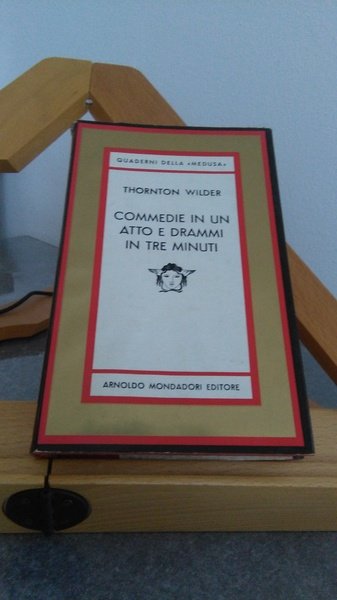 QUADERNI DELLA «MEDUSA»
THORNTON WILDER
COMMEDIE IN UN
ATTO E DRAMMI
IN TRE MINUTI
ARNOLDO MONDADORI EDITORE